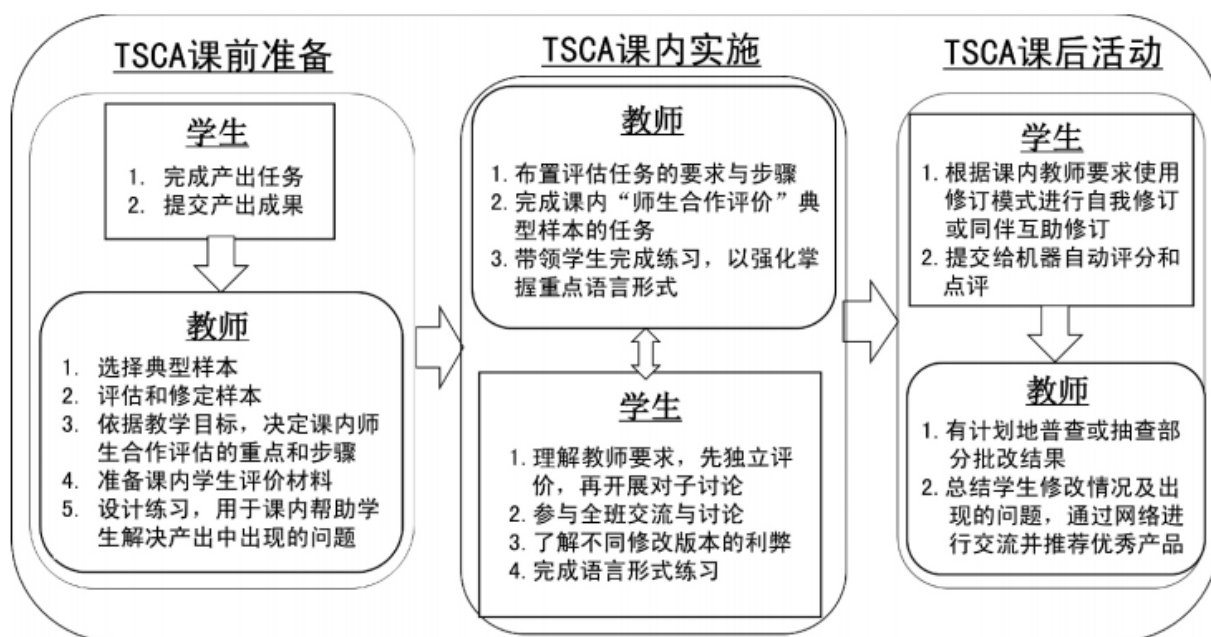 TSCA课前准备
学生
1. 完成产出任务
2. 提交产出成果
教师
1. 选择典型样本
2. 评估和修定样本
3. 依据教学目标，决定课内师
生合作评估的重点和步骤
4. 准备课内学生评价材料
5. 设计练习，用于课内帮助学
生解决产出中出现的问题
TSCA课内实施
教师
1. 布置评估任务的要求与步骤
2. 完成课内“师生合作评价”典
型样本的任务
3. 带领学生完成练习，以强化掌
握重点语言形式
学生
1. 理解教师要求，先独立评
价，再开展对子讨论
2. 参与全班交流与讨论
3. 了解不同修改版本的利弊
4. 完成语言形式练习
TSCA课后活动
学生
1. 根据课内教师要求使用
修订模式进行自我修订
或同伴互助修订
2. 提交给机器自动评分和
点评
教师
1. 有计划地普查或抽查部
分批改结果
2. 总结学生修改情况及出
现的问题，通过网络进
行交流并推荐优秀产品